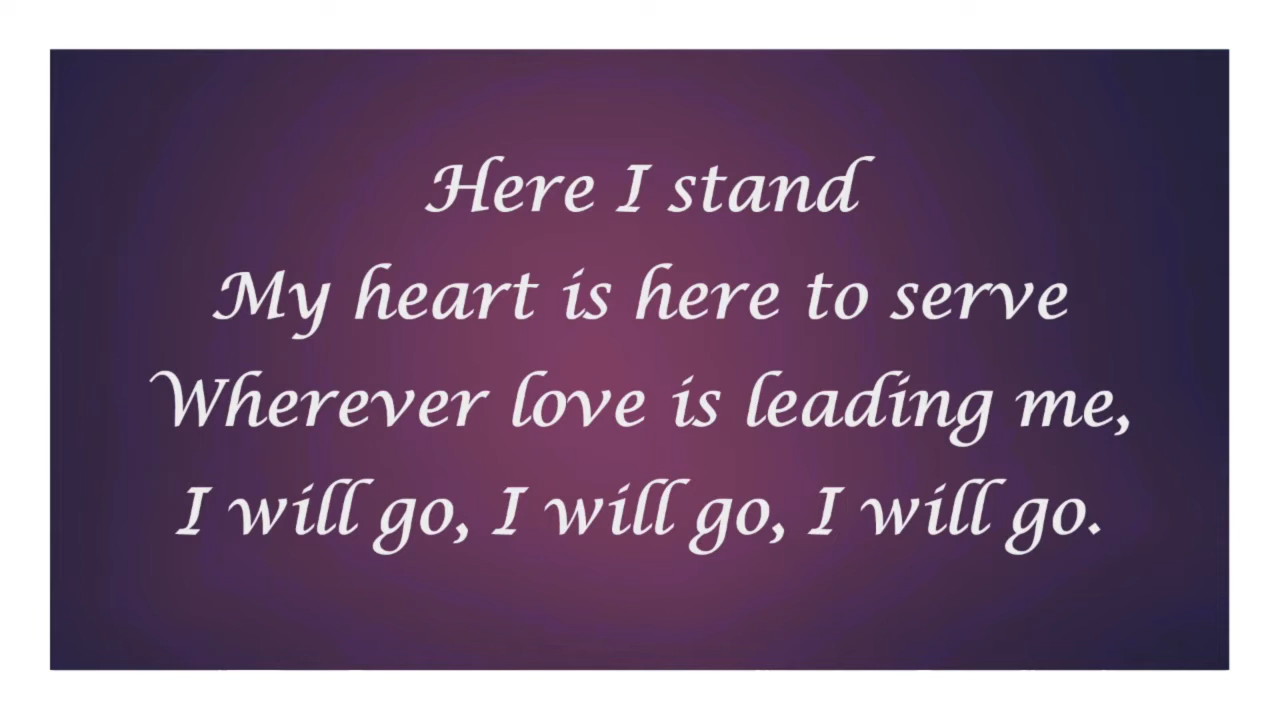 Here I stand
My heart is here to serve
Wherever love is leading me,
I will go, I will go, I will go.